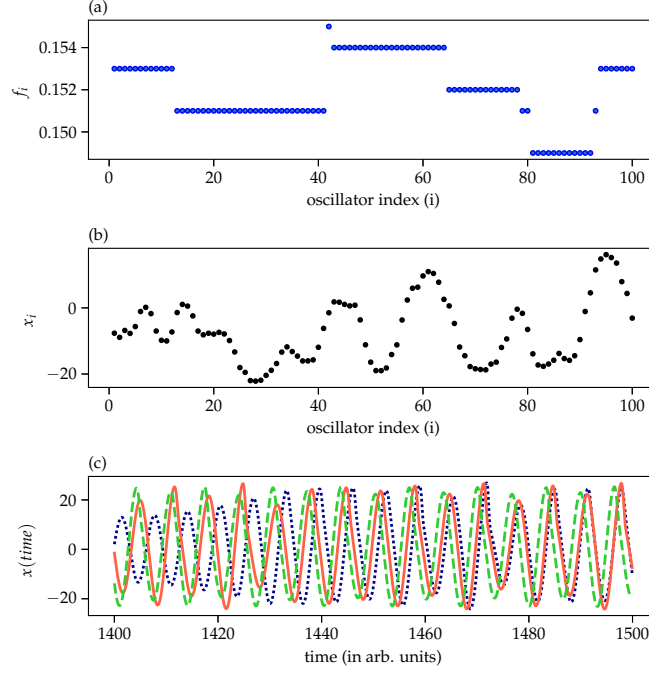 (a)
0.154
0.152
0.150
f_i
0
20
40
60
80
100
oscillator index (i)
(b)
0
−20
x_i
0
20
40
60
80
100
oscillator index (i)
(c)
20
0
−20
x(time)
1400
1420
1440
1460
1480
1500
time (in arb. units)